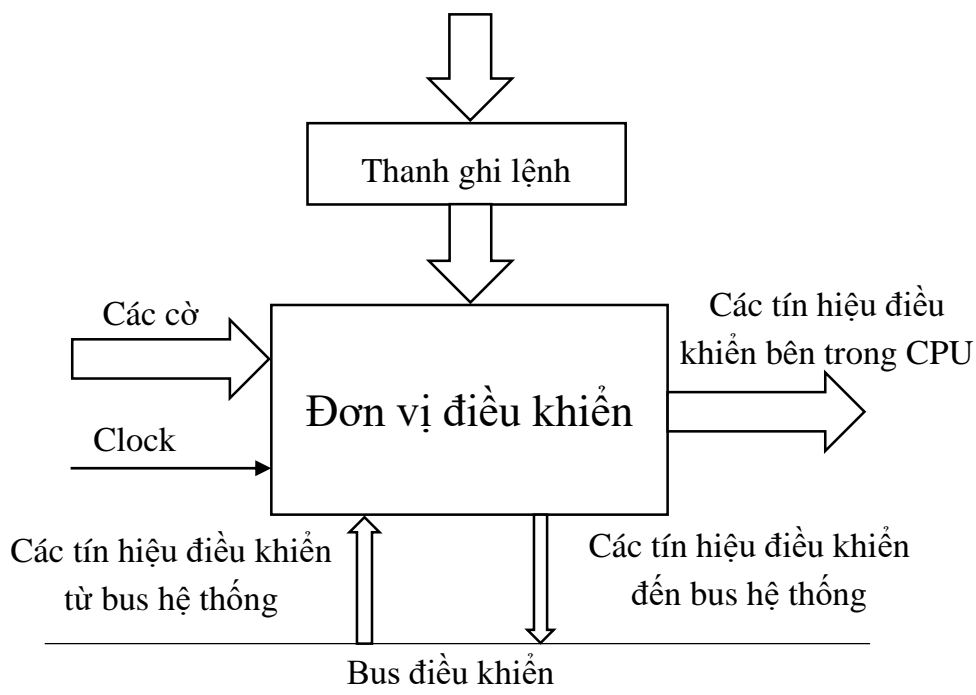 Thanh ghi lệnh
Các cờ
Clock
Đơn vị điều khiển
Các tín hiệu điều
khiển bên trong CPU
Các tín hiệu điều khiển
từ bus hệ thống
Các tín hiệu điều khiển
đến bus hệ thống
Bus điều khiển